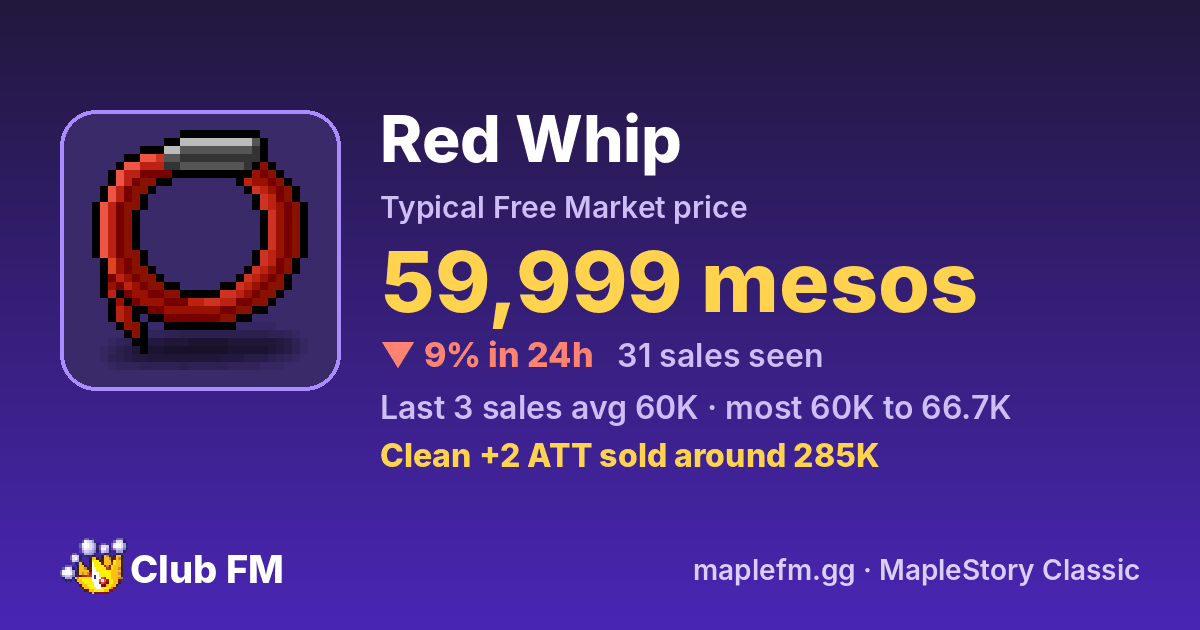 Red Whip
Typical Free Market price
59,999 mesos
▼ 9% in 24h 31 sales seen
Last 3 sales avg 60K · most 60K to 66.7K
Clean +2 ATT sold around 285K
Club FM
maplefm.gg · MapleStory Classic